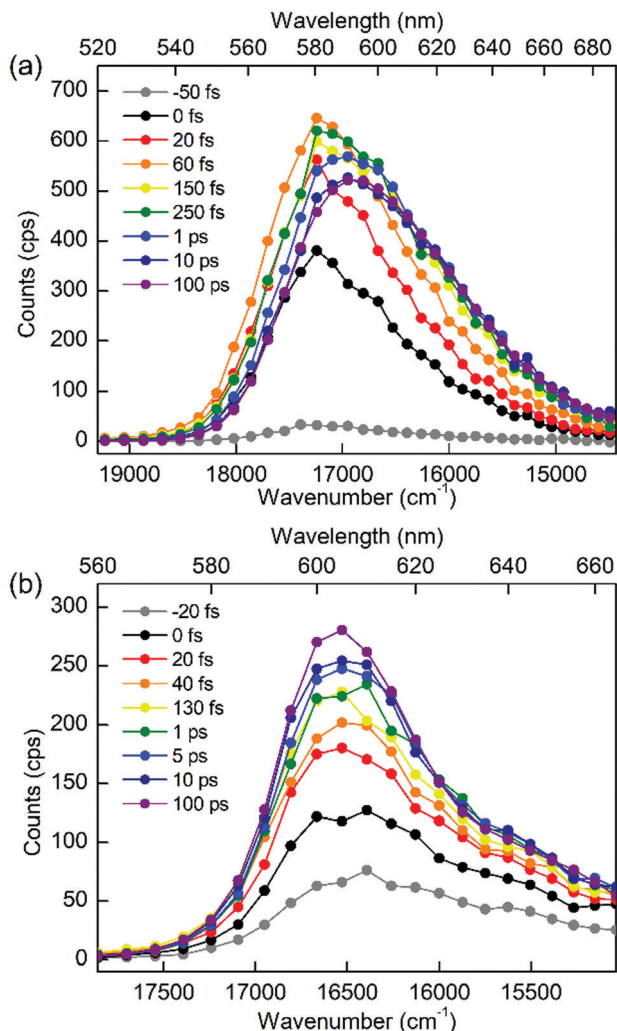 Wavelength (nm)
520 540 560 580 600 620 640 660 680
(a)
700
600
500
400
300
200
100
0
Counts (cps)
-50 fs
0 fs
20 fs
60 fs
150 fs
250 fs
1 ps
10 ps
100 ps
19000 18000 17000 16000 15000
Wavenumber (cm⁻¹)
Wavelength (nm)
560 580 600 620 640 660
(b)
300
250
200
150
100
50
0
Counts (cps)
-20 fs
0 fs
20 fs
40 fs
130 fs
1 ps
5 ps
10 ps
100 ps
17500 17000 16500 16000 15500
Wavenumber (cm⁻¹)